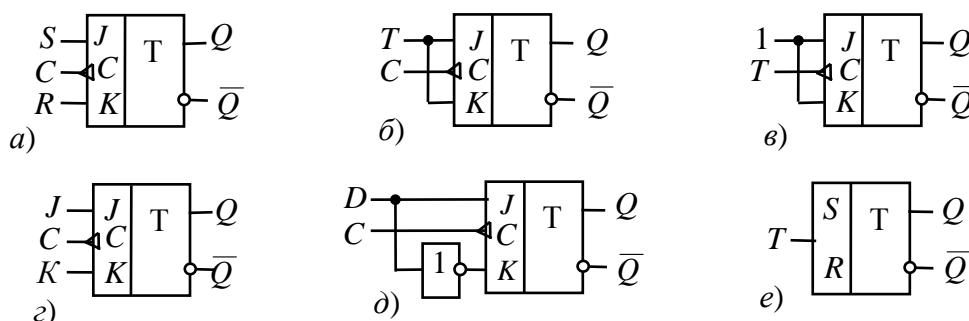 S J T Q
C C
R K Q̅
а)
T J T Q
C C
K Q̅
б)
1 J T Q
T C
K Q̅
в)
J J T Q
C C
К K Q̅
г)
D J T Q
C C
1 K Q̅
д)
S T Q
T
R Q̅
е)